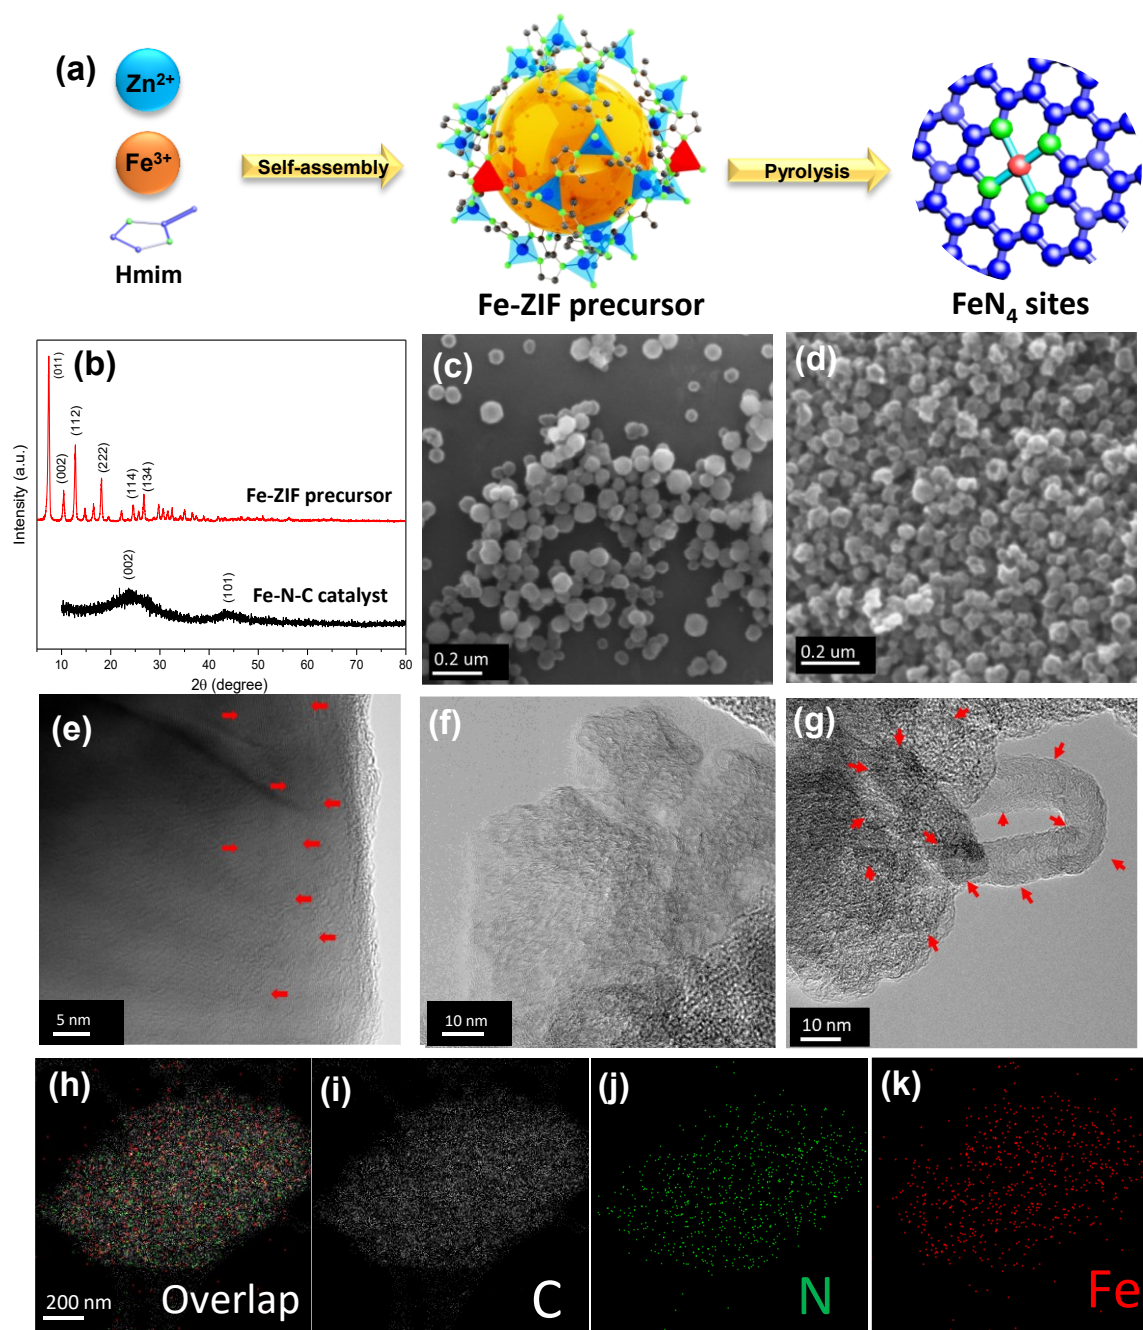 (a)
Zn2+
Fe3+
Hmim
Self-assembly
Pyrolysis
Fe-ZIF precursor
FeN4 sites
(b)
Intensity (a.u.)
(011)
(002)
(112)
(222)
(114)
(134)
Fe-ZIF precursor
(002)
(101)
Fe-N-C catalyst
10 20 30 40 50 60 70 80
2θ (degree)
(c)
0.2 um
(d)
0.2 um
(e)
5 nm
(f)
10 nm
(g)
10 nm
(h)
200 nm
Overlap
(i)
C
(j)
N
(k)
Fe